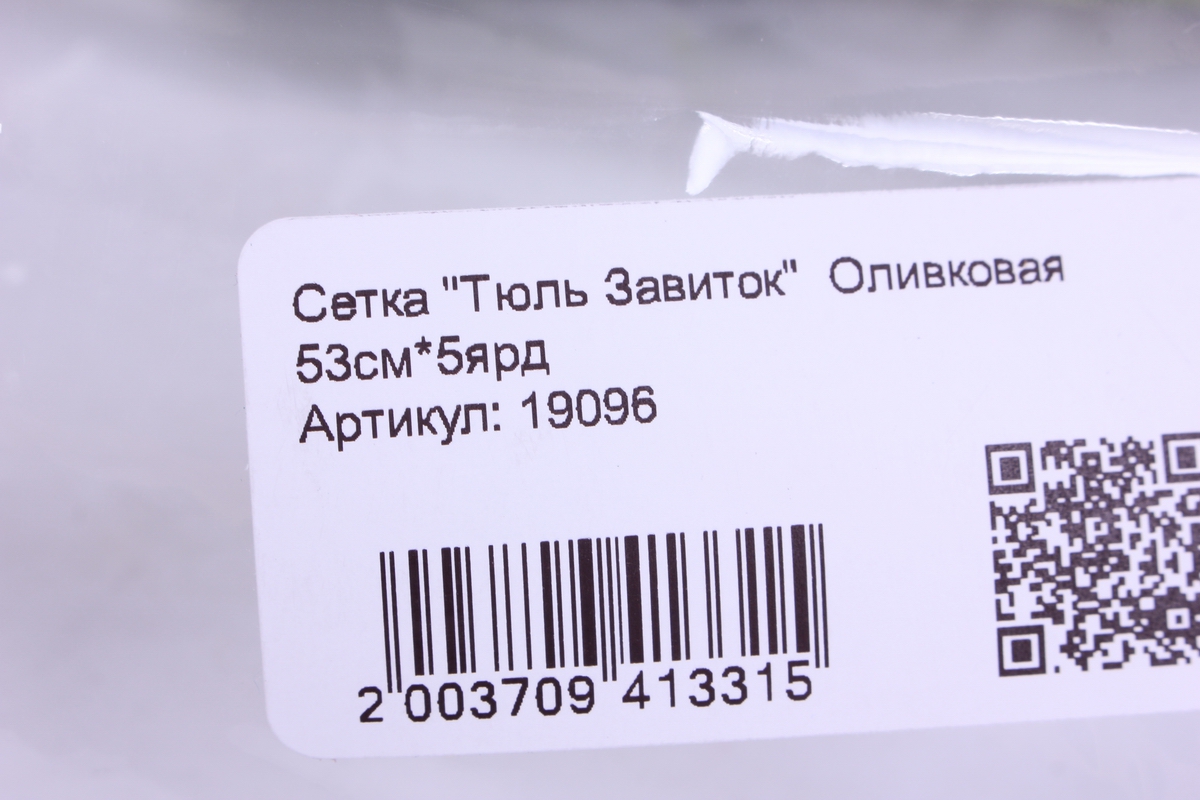 Сетка "Тюль Завиток"  Оливковая
53см*5ярд
Артикул: 19096
2 003709 413315